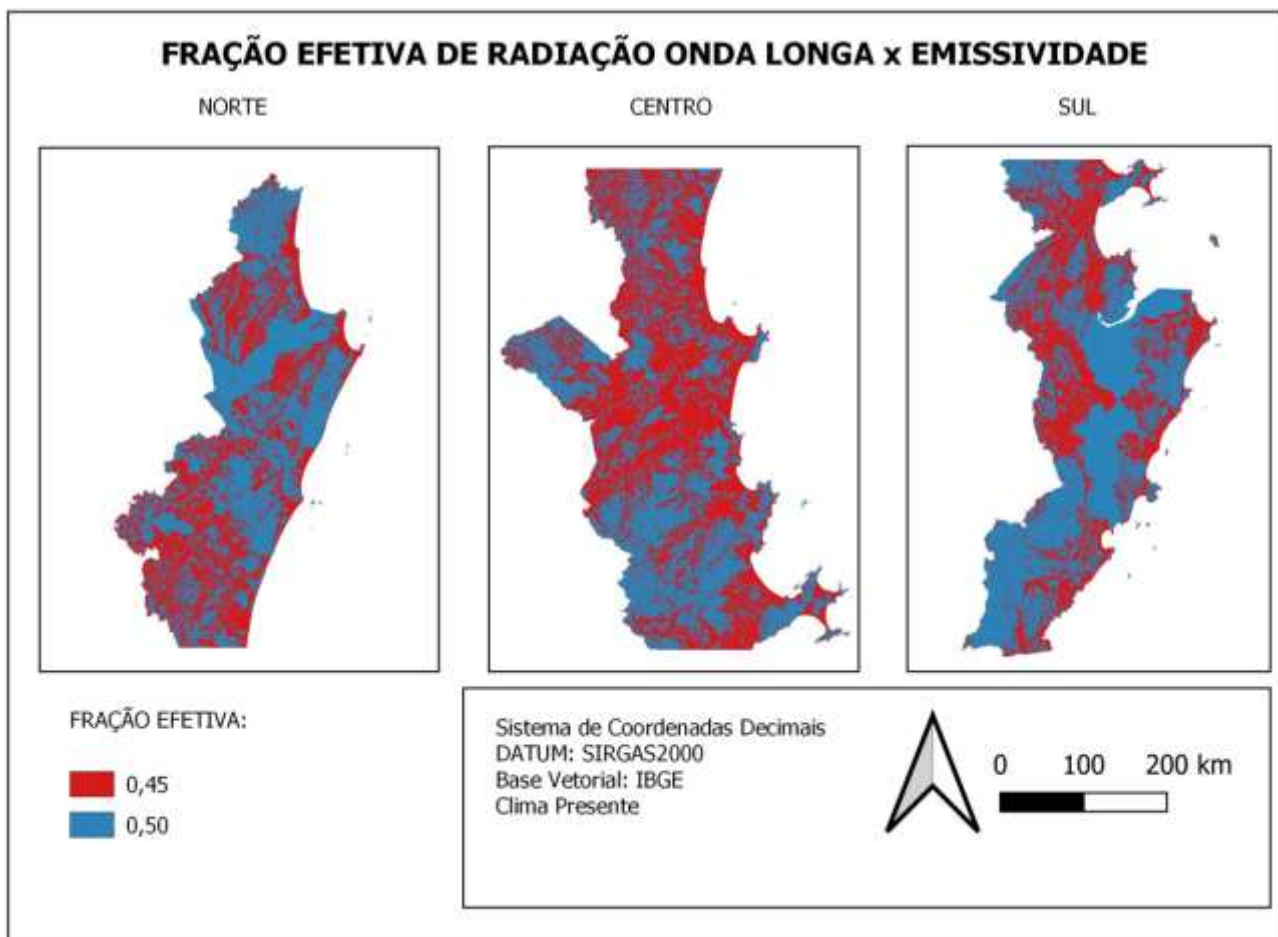 FRAÇÃO EFETIVA DE RADIAÇÃO ONDA LONGA x EMISSIVIDADE
NORTE
CENTRO
SUL
FRAÇÃO EFETIVA:
0,45
0,50
Sistema de Coordenadas Decimais
DATUM: SIRGAS2000
Base Vetorial: IBGE
Clima Presente
0 100 200 km